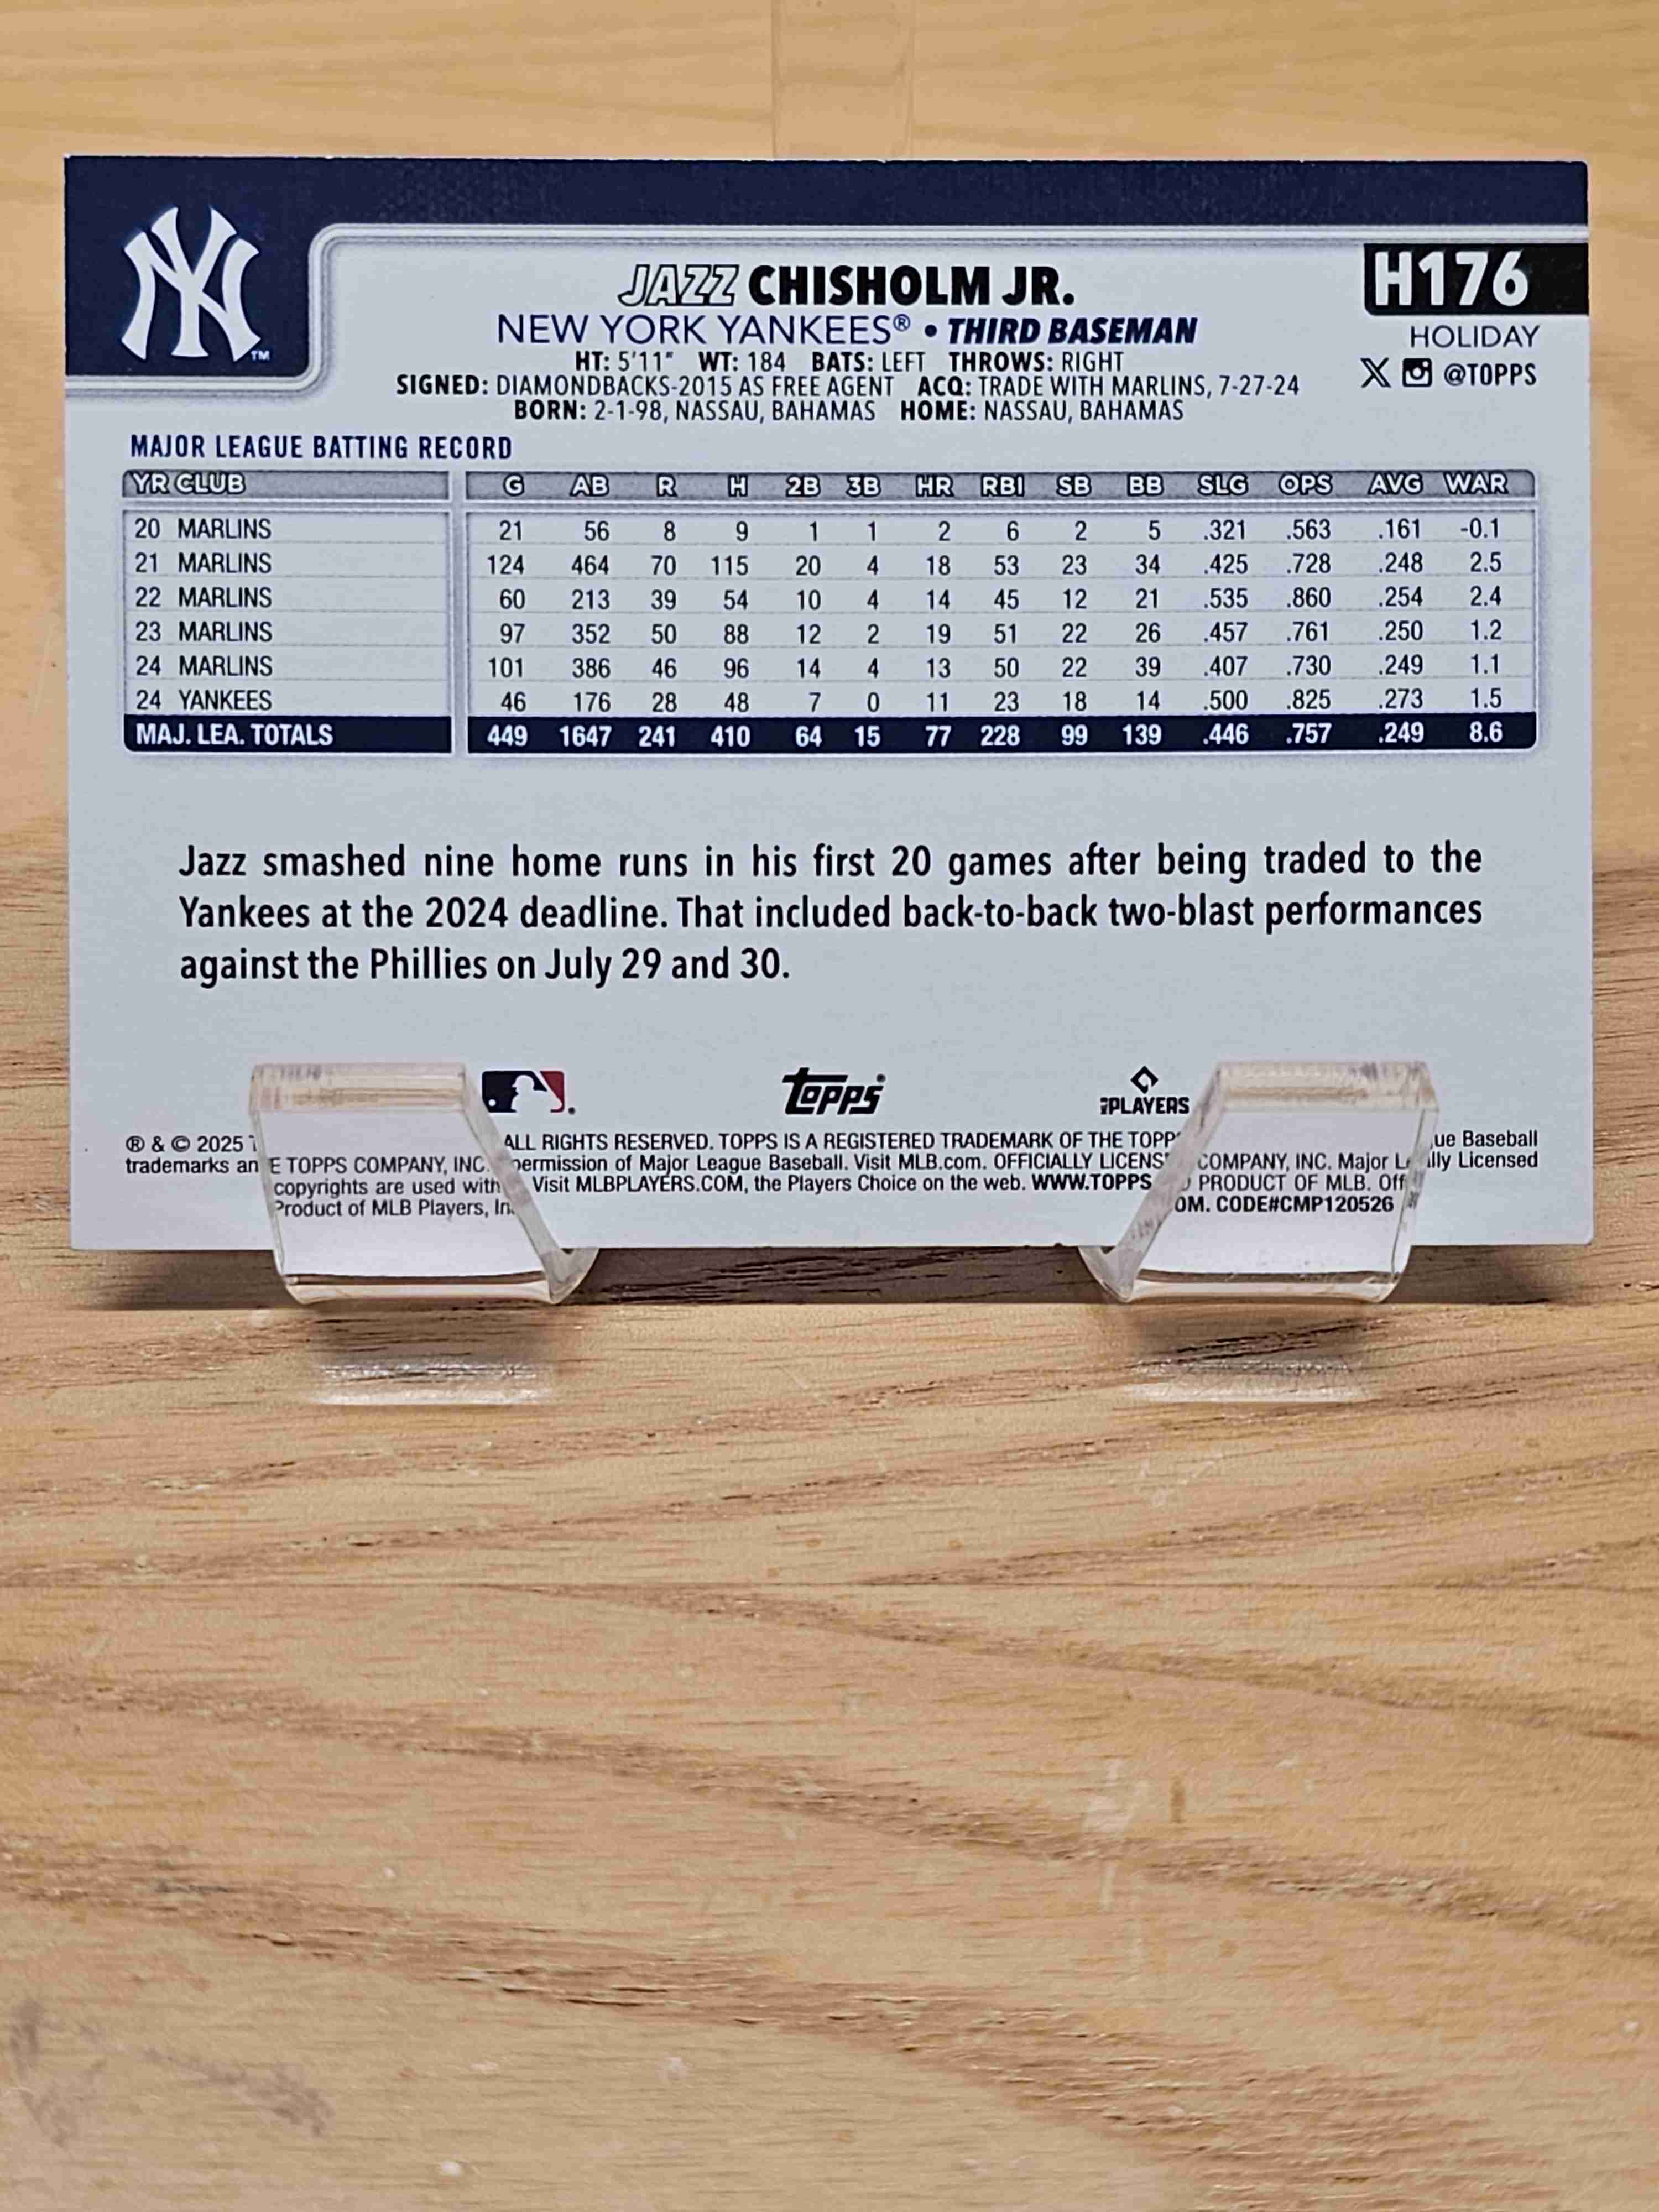 NY
TM
JAZZ CHISHOLM JR.
H176
NEW YORK YANKEES® • THIRD BASEMAN
HOLIDAY
HT: 5'11" WT: 184 BATS: LEFT THROWS: RIGHT
@TOPPS
SIGNED: DIAMONDBACKS-2015 AS FREE AGENT ACQ: TRADE WITH MARLINS, 7-27-24
BORN: 2-1-98, NASSAU, BAHAMAS HOME: NASSAU, BAHAMAS
MAJOR LEAGUE BATTING RECORD
YR CLUB G AB R H 2B 3B HR RBI SB BB SLG OPS AVG WAR
20 MARLINS 21 56 8 9 1 1 2 6 2 5 .321 .563 .161 -0.1
21 MARLINS 124 464 70 115 20 4 18 53 23 34 .425 .728 .248 2.5
22 MARLINS 60 213 39 54 10 4 14 45 12 21 .535 .860 .254 2.4
23 MARLINS 97 352 50 88 12 2 19 51 22 26 .457 .761 .250 1.2
24 MARLINS 101 386 46 96 14 4 13 50 22 39 .407 .730 .249 1.1
24 YANKEES 46 176 28 48 7 0 11 23 18 14 .500 .825 .273 1.5
MAJ. LEA. TOTALS 449 1647 241 410 64 15 77 228 99 139 .446 .757 .249 8.6
Jazz smashed nine home runs in his first 20 games after being traded to the
Yankees at the 2024 deadline. That included back-to-back two-blast performances
against the Phillies on July 29 and 30.
Topps®
PLAYERS
® & © 2025 TOPPS COMPANY, INC. ALL RIGHTS RESERVED. TOPPS IS A REGISTERED TRADEMARK OF THE TOPPS COMPANY, INC. Major League Baseball
trademarks and copyrights are used with permission of Major League Baseball. Visit MLB.com. OFFICIALLY LICENSED PRODUCT OF MLB. Officially Licensed
Product of MLB Players, Inc. Visit MLBPLAYERS.COM, the Players Choice on the web. WWW.TOPPS.COM. CODE#CMP120526